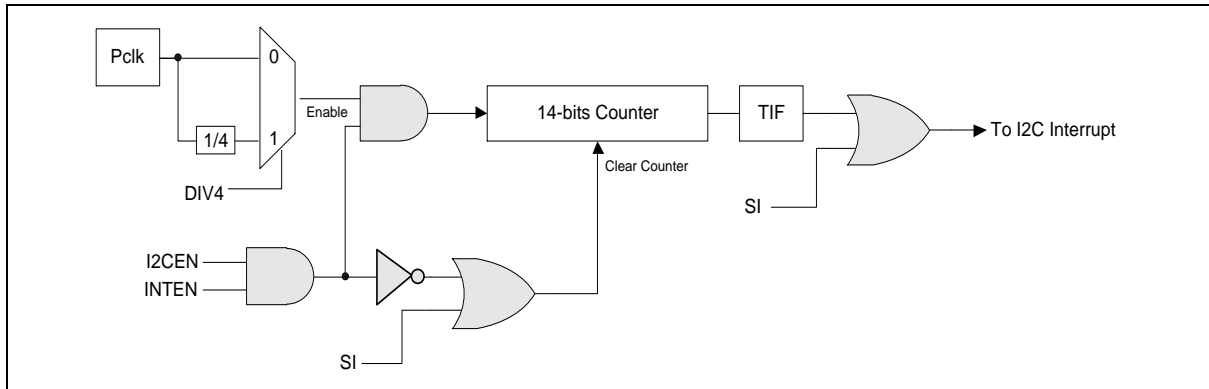 Pclk
0
1/4
1
Enable
DIV4
14-bits Counter
TIF
To I2C Interrupt
Clear Counter
SI
I2CEN
INTEN
SI